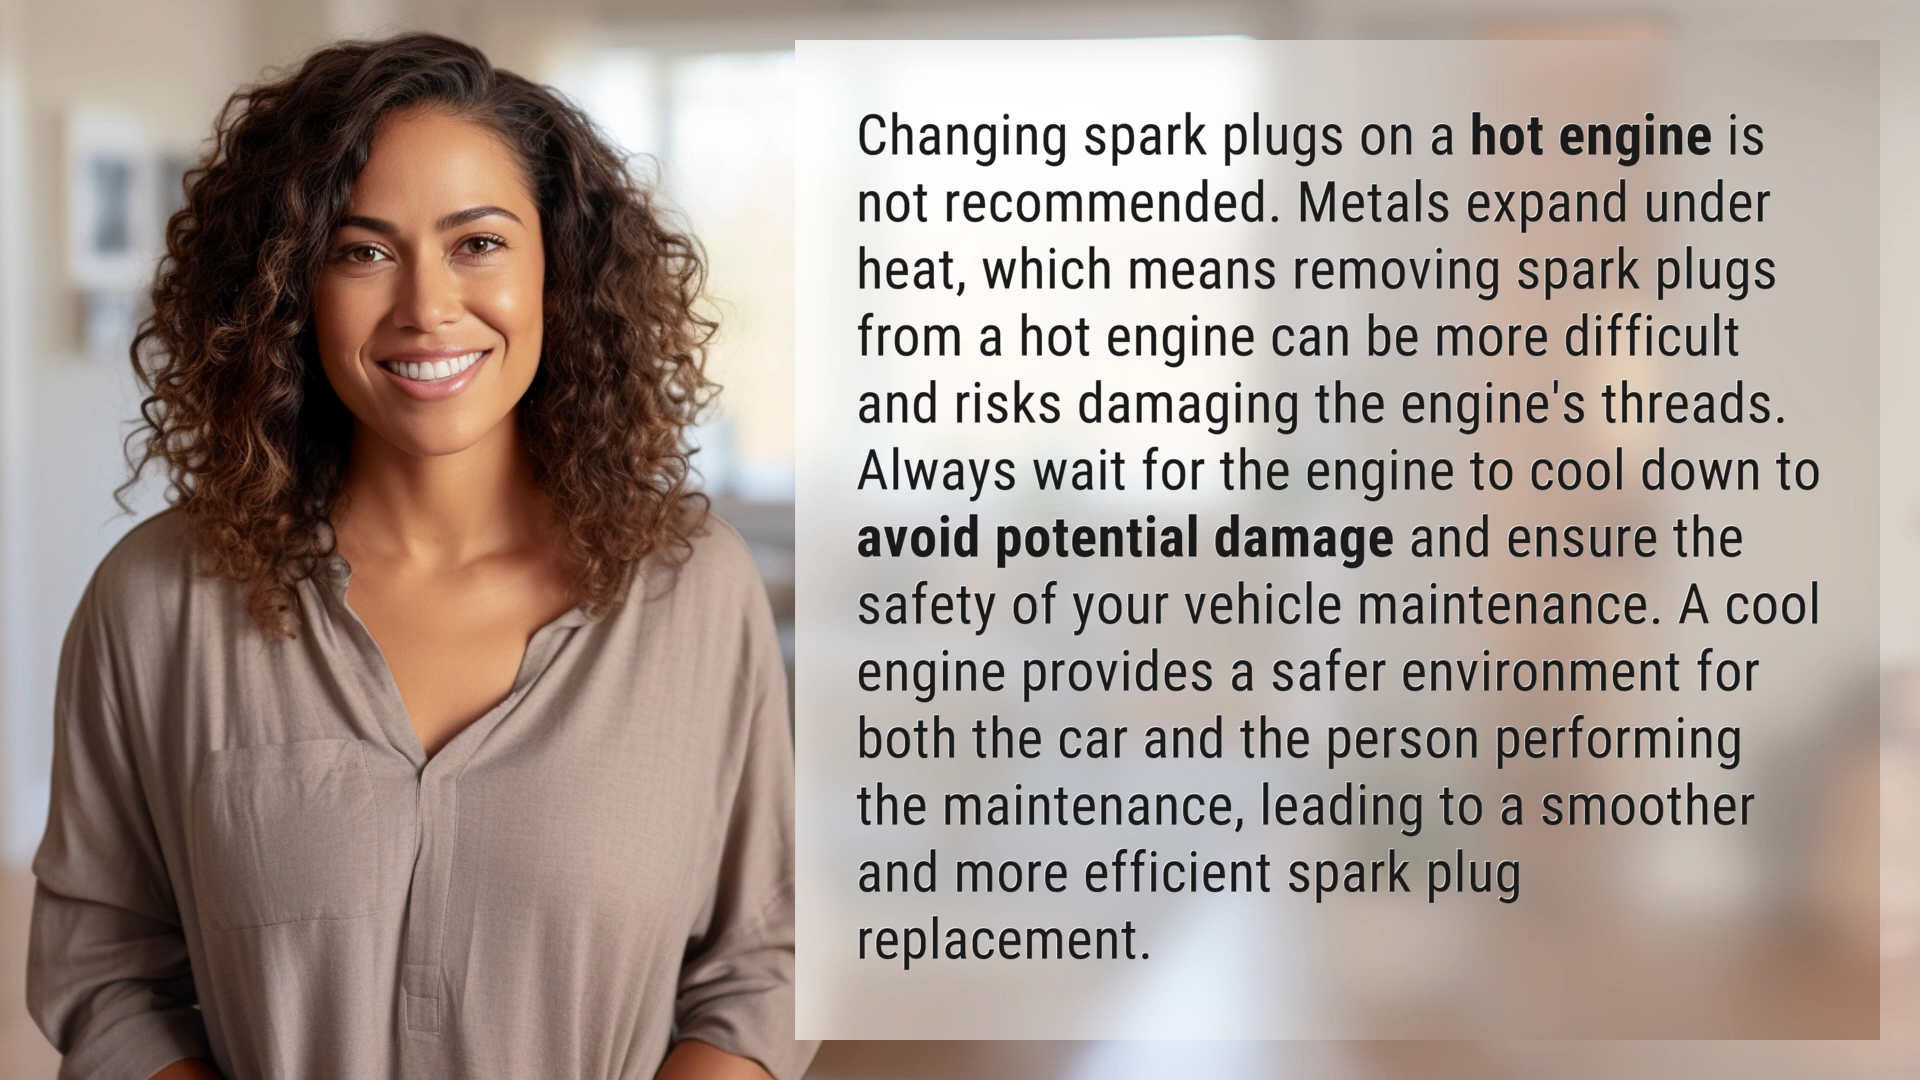 Changing spark plugs on a hot engine is
not recommended. Metals expand under
heat, which means removing spark plugs
from a hot engine can be more difficult
and risks damaging the engine's threads.
Always wait for the engine to cool down to
avoid potential damage and ensure the
safety of your vehicle maintenance. A cool
engine provides a safer environment for
both the car and the person performing
the maintenance, leading to a smoother
and more efficient spark plug
replacement.